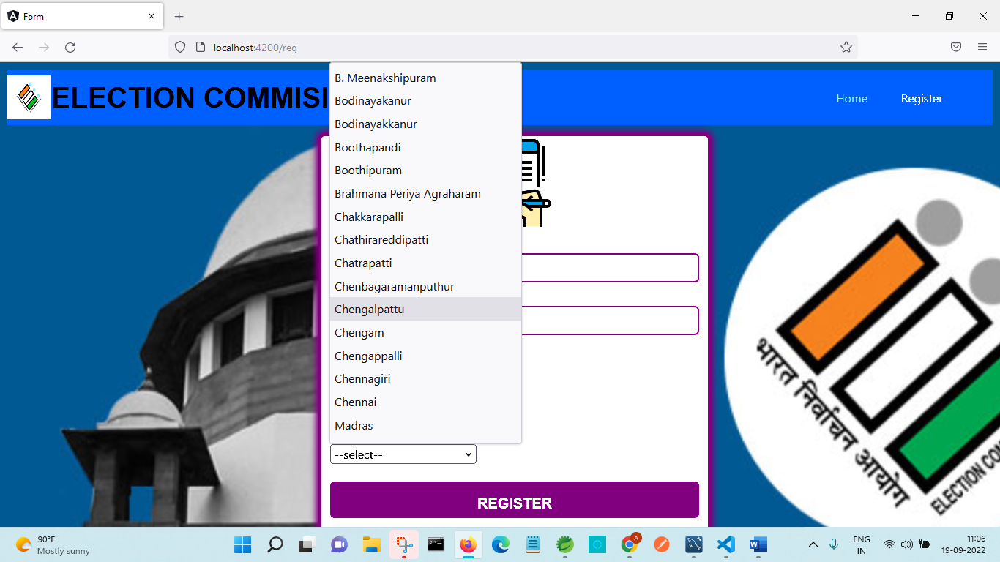 Form
localhost:4200/reg
ELECTION COMMISI
Home
Register
B. Meenakshipuram
Bodinayakanur
Bodinayakkanur
Boothapandi
Boothipuram
Brahmana Periya Agraharam
Chakkarapalli
Chathirareddipatti
Chatrapatti
Chenbagaramanputhur
Chengalpattu
Chengam
Chengappalli
Chennagiri
Chennai
Madras
--select--
REGISTER
भारत निर्वाचन आयोग
ELECTION COM
90°F
Mostly sunny
A
ENG
IN
11:06
19-09-2022